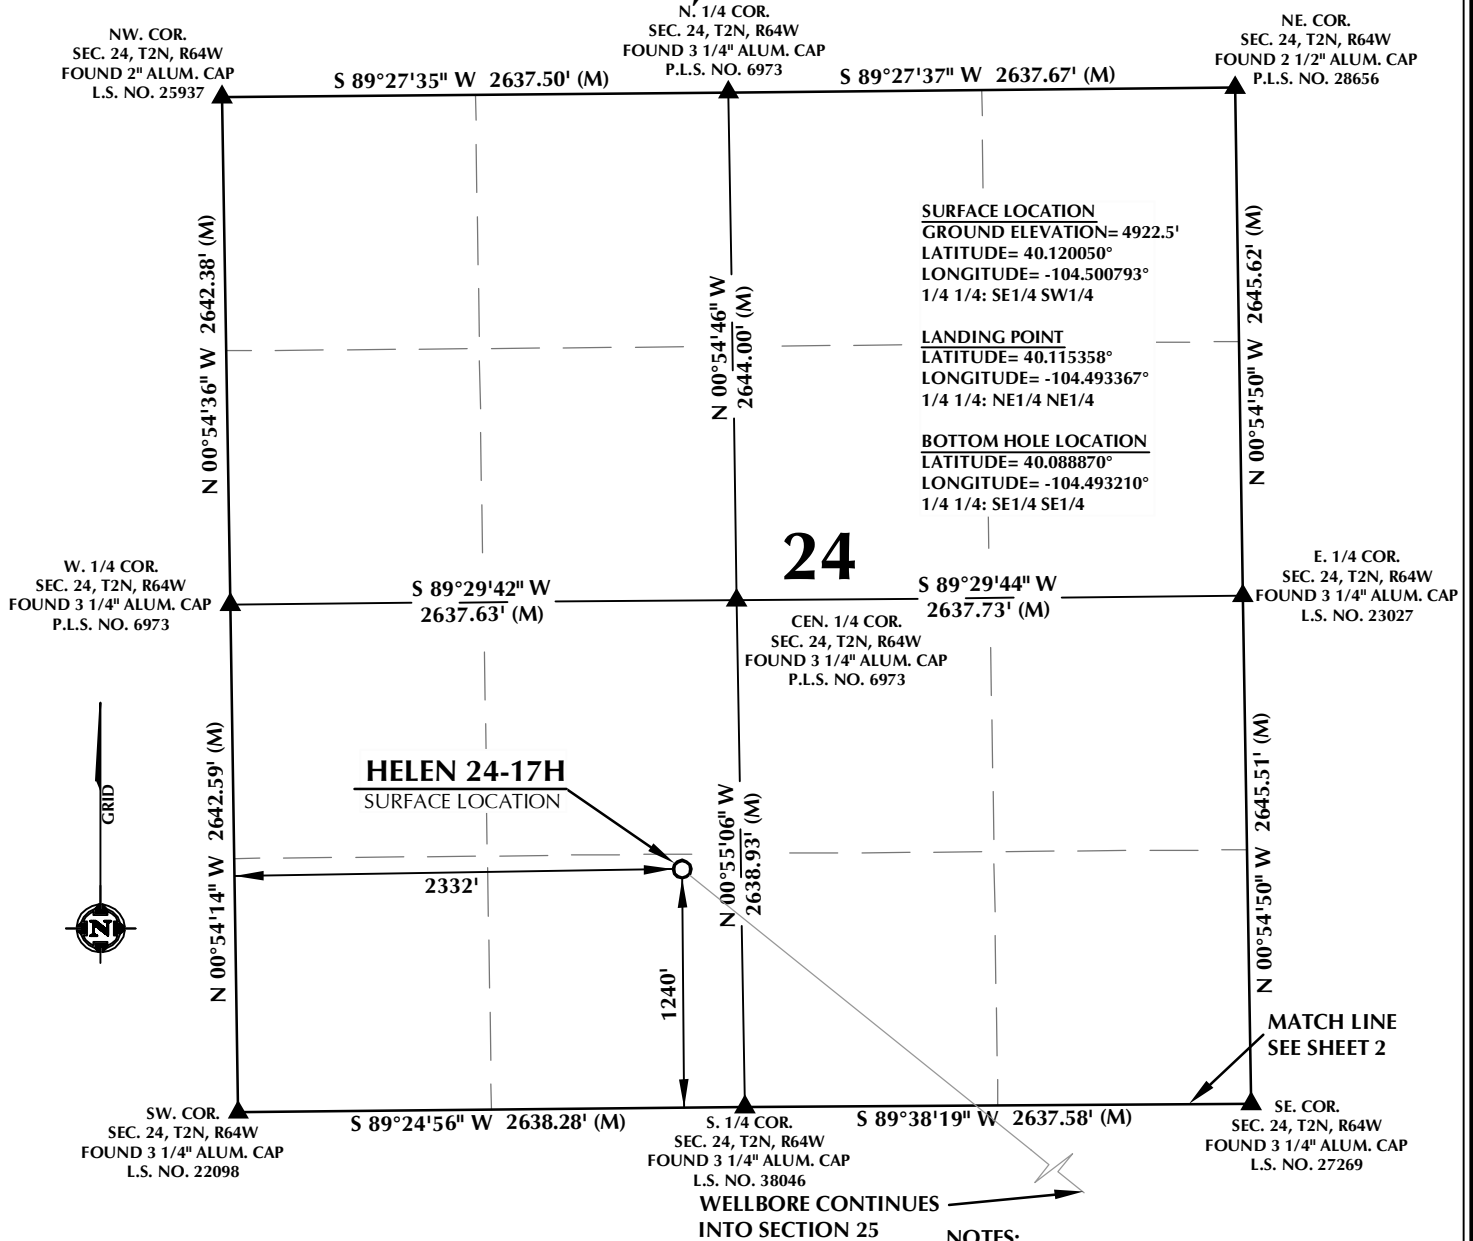 N. 1/4 COR.
SEC. 24, T2N, R64W
FOUND 3 1/4" ALUM. CAP
P.L.S. NO. 6973
NW. COR.
SEC. 24, T2N, R64W
FOUND 2" ALUM. CAP
L.S. NO. 25937
NE. COR.
SEC. 24, T2N, R64W
FOUND 2 1/2" ALUM. CAP
P.L.S. NO. 28656
S 89°27'35" W 2637.50' (M)
S 89°27'37" W 2637.67' (M)
N 00°54'36" W 2642.38' (M)
N 00°54'46" W
2644.00' (M)
N 00°54'50" W 2645.62' (M)
SURFACE LOCATION
GROUND ELEVATION= 4922.5'
LATITUDE= 40.120050°
LONGITUDE= -104.500793°
1/4 1/4: SE1/4 SW1/4
LANDING POINT
LATITUDE= 40.115358°
LONGITUDE= -104.493367°
1/4 1/4: NE1/4 NE1/4
BOTTOM HOLE LOCATION
LATITUDE= 40.088870°
LONGITUDE= -104.493210°
1/4 1/4: SE1/4 SE1/4
24
W. 1/4 COR.
SEC. 24, T2N, R64W
FOUND 3 1/4" ALUM. CAP
P.L.S. NO. 6973
S 89°29'42" W
2637.63' (M)
S 89°29'44" W
2637.73' (M)
E. 1/4 COR.
SEC. 24, T2N, R64W
FOUND 3 1/4" ALUM. CAP
L.S. NO. 23027
CEN. 1/4 COR.
SEC. 24, T2N, R64W
FOUND 3 1/4" ALUM. CAP
P.L.S. NO. 6973
GRID
N
N 00°54'14" W 2642.59' (M)
HELEN 24-17H
SURFACE LOCATION
2332'
1240'
N 00°55'06" W
2638.93' (M)
N 00°54'50" W 2645.51' (M)
MATCH LINE
SEE SHEET 2
SW. COR.
SEC. 24, T2N, R64W
FOUND 3 1/4" ALUM. CAP
L.S. NO. 22098
S 89°24'56" W 2638.28' (M)
S. 1/4 COR.
SEC. 24, T2N, R64W
FOUND 3 1/4" ALUM. CAP
L.S. NO. 38046
S 89°38'19" W 2637.58' (M)
SE. COR.
SEC. 24, T2N, R64W
FOUND 3 1/4" ALUM. CAP
L.S. NO. 27269
WELLBORE CONTINUES
INTO SECTION 25
NOTES: